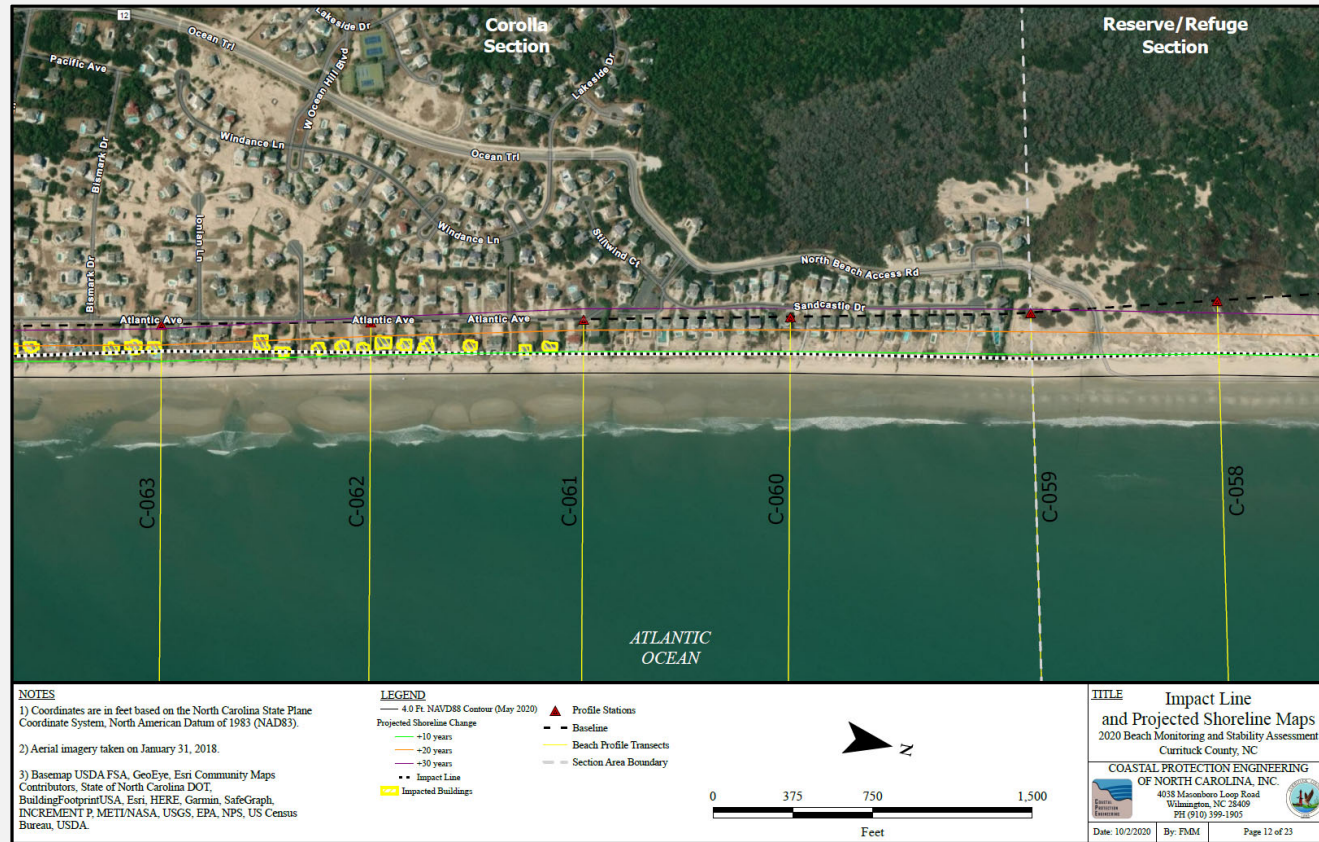 Corolla
Section
Reserve/Refuge
Section
12
Ocean Trl
Lakeside Dr
Pacific Ave
W Ocean Hill Blvd
Lakeside Dr
Bismark Dr
Windance Ln
Ocean Trl
Ionian Ln
Windance Ln
Stillwind Ct
North Beach Access Rd
Bismark Dr
Sandcastle Dr
Atlantic Ave
Atlantic Ave
Atlantic Ave
C-063
C-062
C-061
C-060
C-059
C-058
ATLANTIC
OCEAN
NOTES
1) Coordinates are in feet based on the North Carolina State Plane
Coordinate System, North American Datum of 1983 (NAD83).
2) Aerial imagery taken on January 31, 2018.
3) Basemap USDA FSA, GeoEye, Esri Community Maps
Contributors, State of North Carolina DOT,
BuildingFootprintUSA, Esri, HERE, Garmin, SafeGraph,
INCREMENT P, METI/NASA, USGS, EPA, NPS, US Census
Bureau, USDA.
LEGEND
4.0 Ft. NAVD88 Contour (May 2020)
Projected Shoreline Change
+10 years
+20 years
+30 years
Impact Line
Impacted Buildings
Profile Stations
Baseline
Beach Profile Transects
Section Area Boundary
N
0 375 750 1,500
Feet
TITLE
Impact Line
and Projected Shoreline Maps
2020 Beach Monitoring and Stability Assessment
Currituck County, NC
COASTAL PROTECTION ENGINEERING
OF NORTH CAROLINA, INC.
4038 Masonboro Loop Road
Wilmington, NC 28409
PH (910) 399-1905
COASTAL
PROTECTION
ENGINEERING
Date: 10/2/2020 By: FMM Page 12 of 23